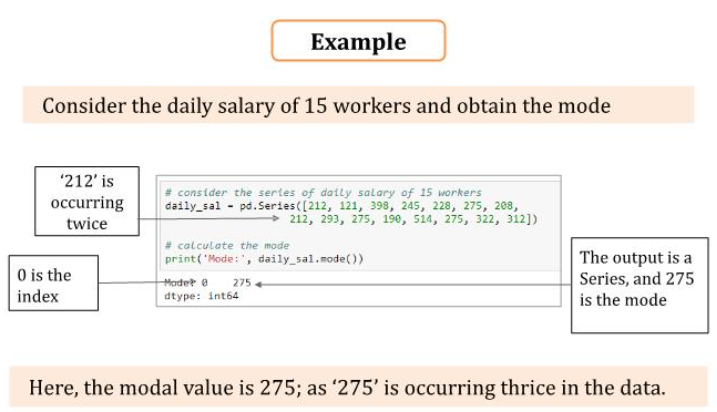 Example
Consider the daily salary of 15 workers and obtain the mode
‘212’ is
occurring
twice
# consider the series of daily salary of 15 workers
daily_sal = pd.Series([212, 121, 398, 245, 228, 275, 208,
212, 293, 275, 190, 514, 275, 322, 312])
# calculate the mode
print('Mode:', daily_sal.mode())
0 is the
index
Mode: 0    275
dtype: int64
The output is a
Series, and 275
is the mode
Here, the modal value is 275; as ‘275’ is occurring thrice in the data.